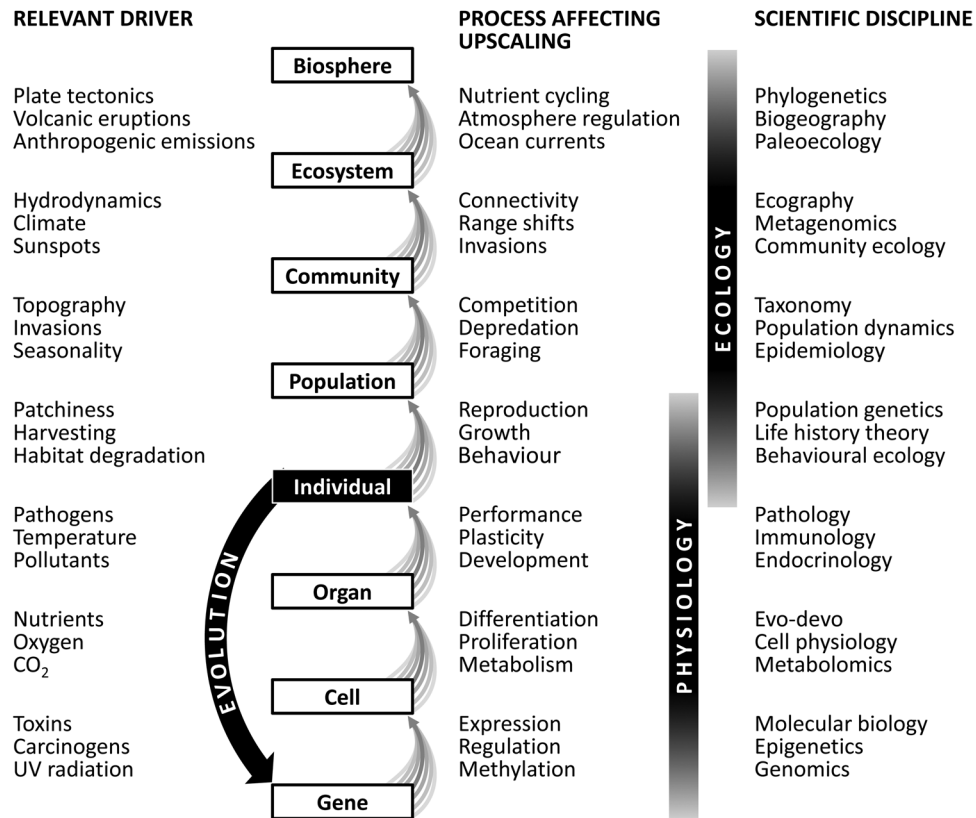 RELEVANT DRIVER
PROCESS AFFECTING
UPSCALING
SCIENTIFIC DISCIPLINE
Biosphere
Plate tectonics
Volcanic eruptions
Anthropogenic emissions
Nutrient cycling
Atmosphere regulation
Ocean currents
Phylogenetics
Biogeography
Paleoecology
Ecosystem
Hydrodynamics
Climate
Sunspots
Connectivity
Range shifts
Invasions
Ecography
Metagenomics
Community ecology
Community
Topography
Invasions
Seasonality
Competition
Depredation
Foraging
Taxonomy
Population dynamics
Epidemiology
Population
Patchiness
Harvesting
Habitat degradation
Reproduction
Growth
Behaviour
Population genetics
Life history theory
Behavioural ecology
Individual
Pathogens
Temperature
Pollutants
Performance
Plasticity
Development
Pathology
Immunology
Endocrinology
Organ
Nutrients
Oxygen
CO₂
Differentiation
Proliferation
Metabolism
Evo-devo
Cell physiology
Metabolomics
Cell
Toxins
Carcinogens
UV radiation
Expression
Regulation
Methylation
Molecular biology
Epigenetics
Genomics
Gene
EVOLUTION
PHYSIOLOGY
ECOLOGY